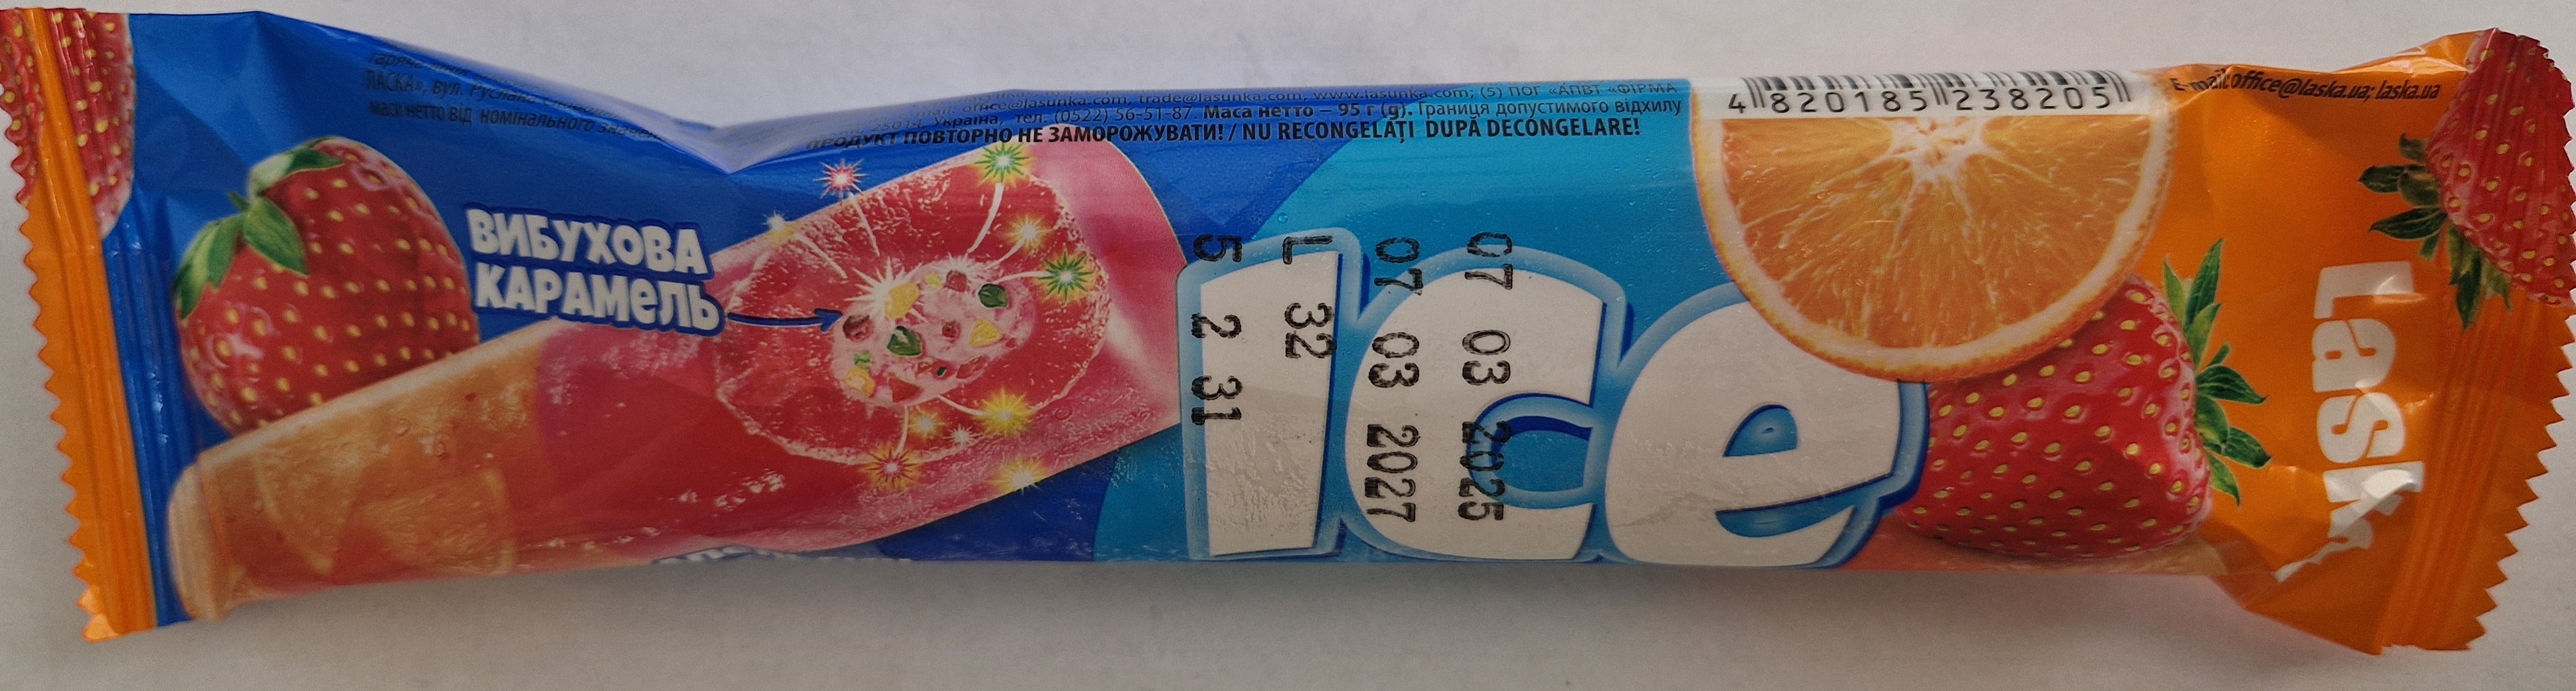 ЛАСКА», вул. Руслана
маси нетто від номінального
office@lasunka.com, trade@lasunka.com, www.lasunka.com; (5) ПОГ «АПВТ «ФІРМА
Україна, тел. (0522) 56-51-87. Маса нетто – 95 г (g). Границя допустимого відхилу
ПРОДУКТ ПОВТОРНО НЕ ЗАМОРОЖУВАТИ! / NU RECONGELAȚI DUPĂ DECONGELARE!
4 820185 238205
E-mail: office@laska.ua; laska.ua
ВИБУХОВА
КАРАМЕЛЬ
ICE
07 03 2025
07 03 2027
L 32
5 2 31
Laska